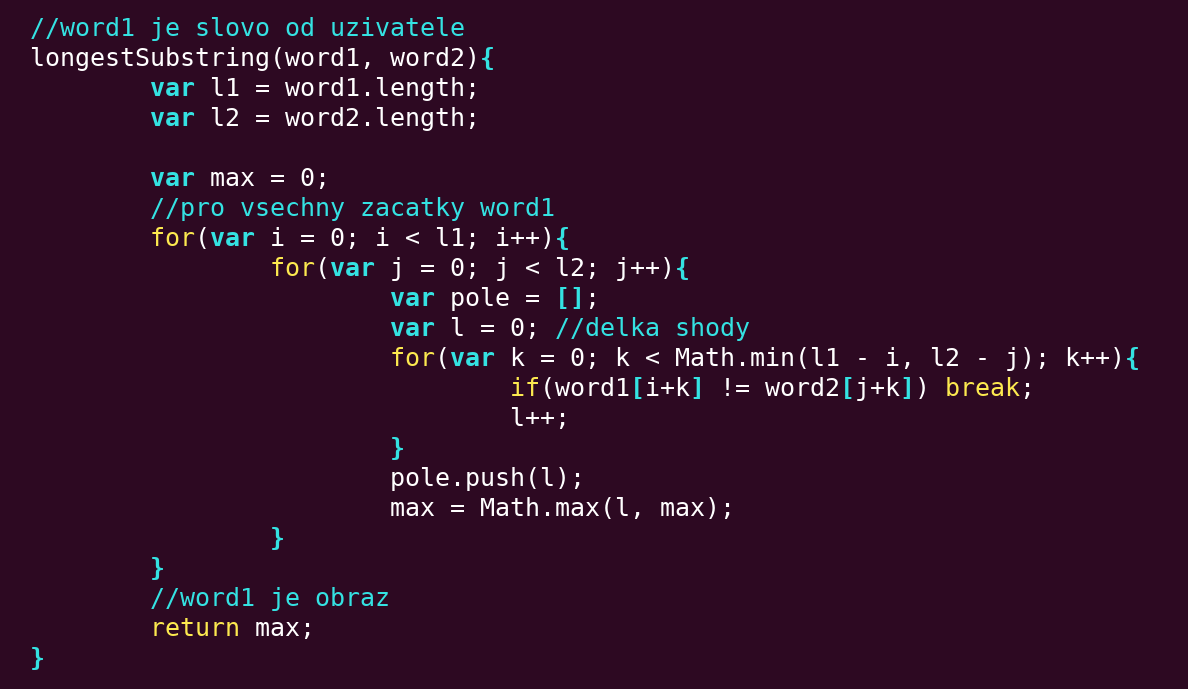 //word1 je slovo od uzivatele
longestSubstring(word1, word2){
        var l1 = word1.length;
        var l2 = word2.length;

        var max = 0;
        //pro vsechny zacatky word1
        for(var i = 0; i < l1; i++){
                for(var j = 0; j < l2; j++){
                        var pole = [];
                        var l = 0; //delka shody
                        for(var k = 0; k < Math.min(l1 - i, l2 - j); k++){
                                if(word1[i+k] != word2[j+k]) break;
                                l++;
                        }
                        pole.push(l);
                        max = Math.max(l, max);
                }
        }
        //word1 je obraz
        return max;
}